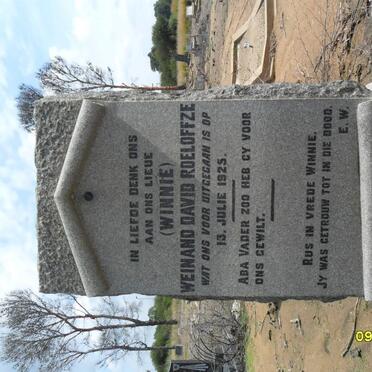 IN LIEFDE DENK ONS
AAN ONS LIEVE
(WINNIE)
WEINAND DAVID ROELOFFZE
WAT ONS VOOR UITGEGAAN IS OP
13. JULIE 1925.
ABA VADER ZOO HEB GY VOOR
ONS GEWILT.
RUS IN VREDE WINNIE.
JY WAS GETROUW TOT IN DIE DOOD.
E.W.
09